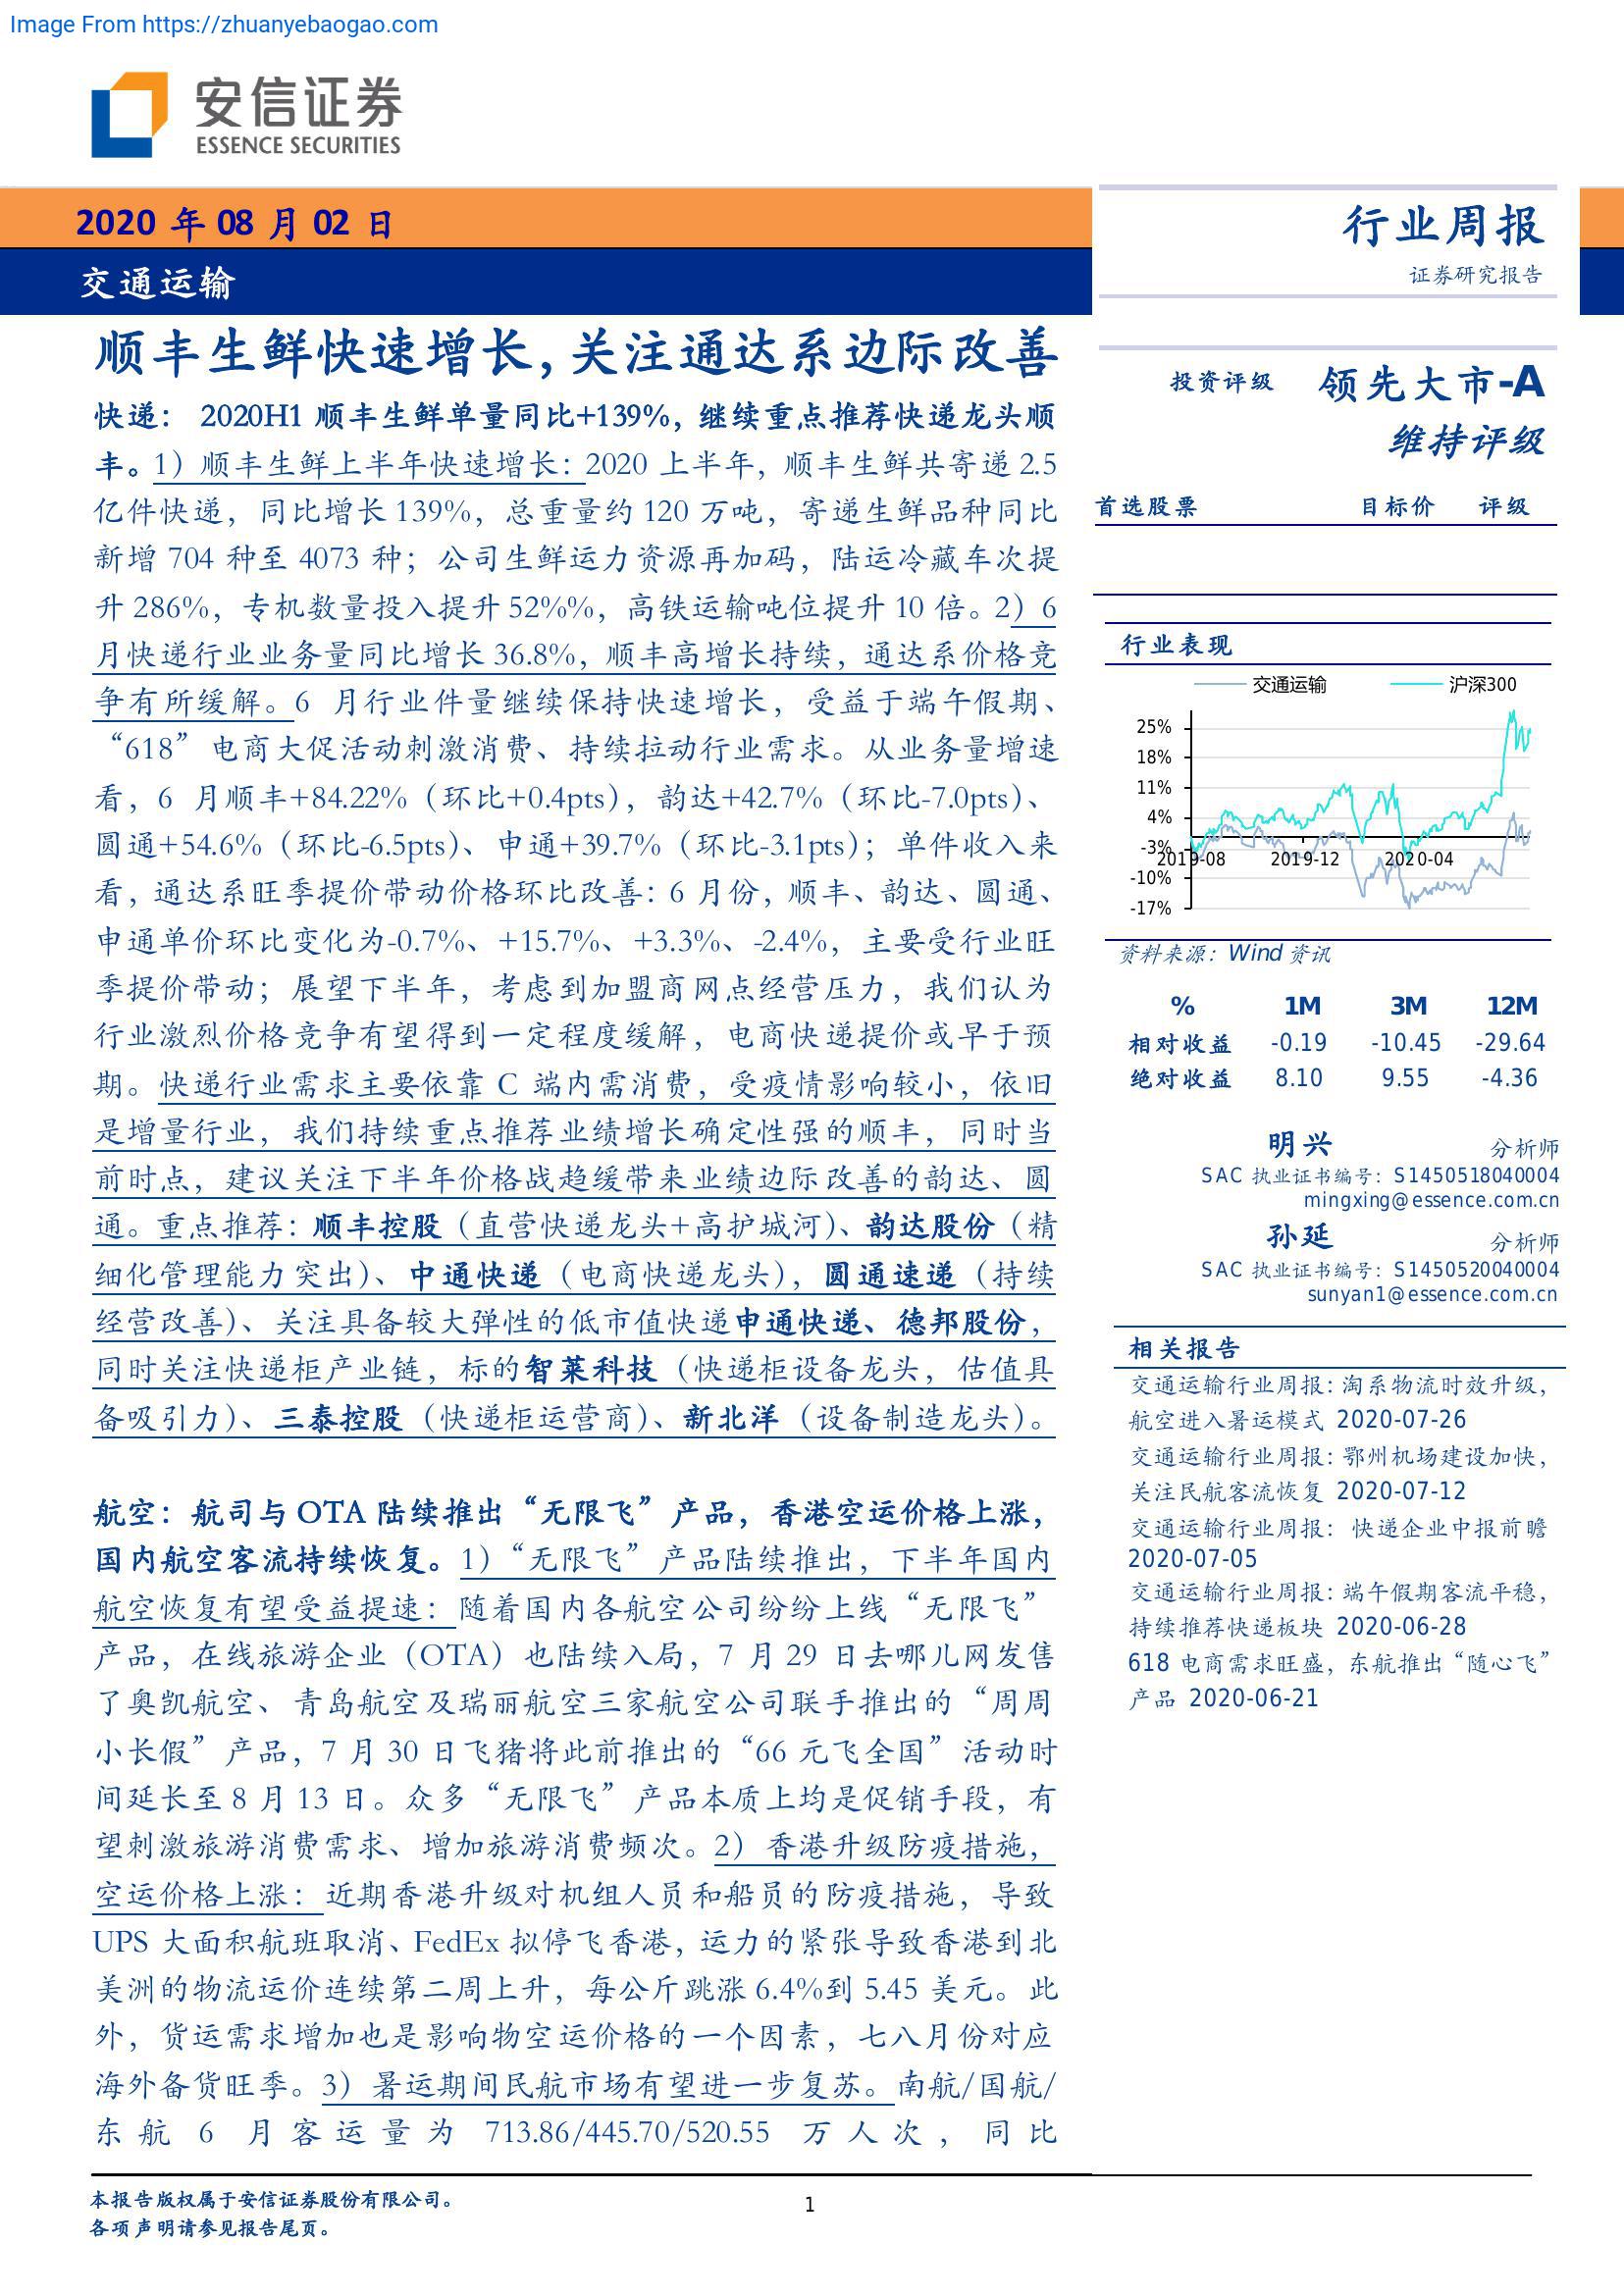 Image From https://zhuanyebaogao.com
安信证券
ESSENCE SECURITIES
2020 年 08 月 02 日
交通运输
行业周报
证券研究报告
顺丰生鲜快速增长，关注通达系边际改善
快递： 2020H1 顺丰生鲜单量同比+139%，继续重点推荐快递龙头顺
丰。1）顺丰生鲜上半年快速增长：2020 上半年，顺丰生鲜共寄递 2.5
亿件快递，同比增长 139%，总重量约 120 万吨，寄递生鲜品种同比
新增 704 种至 4073 种；公司生鲜运力资源再加码，陆运冷藏车次提
升 286%，专机数量投入提升 52%%，高铁运输吨位提升 10 倍。2）6
月快递行业业务量同比增长 36.8%，顺丰高增长持续，通达系价格竞
争有所缓解。6 月行业件量继续保持快速增长，受益于端午假期、
“618”电商大促活动刺激消费、持续拉动行业需求。从业务量增速
看，6 月顺丰+84.22%（环比+0.4pts），韵达+42.7%（环比-7.0pts）、
圆通+54.6%（环比-6.5pts）、申通+39.7%（环比-3.1pts）；单件收入来
看，通达系旺季提价带动价格环比改善：6 月份，顺丰、韵达、圆通、
申通单价环比变化为-0.7%、+15.7%、+3.3%、-2.4%，主要受行业旺
季提价带动；展望下半年，考虑到加盟商网点经营压力，我们认为
行业激烈价格竞争有望得到一定程度缓解，电商快递提价或早于预
期。快递行业需求主要依靠 C 端内需消费，受疫情影响较小，依旧
是增量行业，我们持续重点推荐业绩增长确定性强的顺丰，同时当
前时点，建议关注下半年价格战趋缓带来业绩边际改善的韵达、圆
通。重点推荐：顺丰控股（直营快递龙头+高护城河）、韵达股份（精
细化管理能力突出）、中通快递（电商快递龙头），圆通速递（持续
经营改善）、关注具备较大弹性的低市值快递申通快递、德邦股份，
同时关注快递柜产业链，标的智莱科技（快递柜设备龙头，估值具
备吸引力）、三泰控股（快递柜运营商）、新北洋（设备制造龙头）。
航空：航司与 OTA 陆续推出“无限飞”产品，香港空运价格上涨，
国内航空客流持续恢复。1）“无限飞”产品陆续推出，下半年国内
航空恢复有望受益提速：随着国内各航空公司纷纷上线“无限飞”
产品，在线旅游企业（OTA）也陆续入局，7 月 29 日去哪儿网发售
了奥凯航空、青岛航空及瑞丽航空三家航空公司联手推出的“周周
小长假”产品，7 月 30 日飞猪将此前推出的“66 元飞全国”活动时
间延长至 8 月 13 日。众多“无限飞”产品本质上均是促销手段，有
望刺激旅游消费需求、增加旅游消费频次。2）香港升级防疫措施，
空运价格上涨：近期香港升级对机组人员和船员的防疫措施，导致
UPS 大面积航班取消、FedEx 拟停飞香港，运力的紧张导致香港到北
美洲的物流运价连续第二周上升，每公斤跳涨 6.4%到 5.45 美元。此
外，货运需求增加也是影响物空运价格的一个因素，七八月份对应
海外备货旺季。3）暑运期间民航市场有望进一步复苏。南航/国航/
东航 6 月客运量为 713.86/445.70/520.55 万人次，同比
投资评级 领先大市-A
维持评级
首选股票 目标价 评级
行业表现
交通运输 沪深300
25%
18%
11%
4%
-3%
-10%
-17%
2019-08 2019-12 2020-04
资料来源：Wind 资讯
% 1M 3M 12M
相对收益 -0.19 -10.45 -29.64
绝对收益 8.10 9.55 -4.36
明兴 分析师
SAC 执业证书编号：S1450518040004
mingxing@essence.com.cn
孙延 分析师
SAC 执业证书编号：S1450520040004
sunyan1@essence.com.cn
相关报告
交通运输行业周报：淘系物流时效升级，
航空进入暑运模式 2020-07-26
交通运输行业周报：鄂州机场建设加快，
关注民航客流恢复 2020-07-12
交通运输行业周报： 快递企业中报前瞻
2020-07-05
交通运输行业周报：端午假期客流平稳，
持续推荐快递板块 2020-06-28
618 电商需求旺盛，东航推出“随心飞”
产品 2020-06-21
本报告版权属于安信证券股份有限公司。
各项声明请参见报告尾页。
1